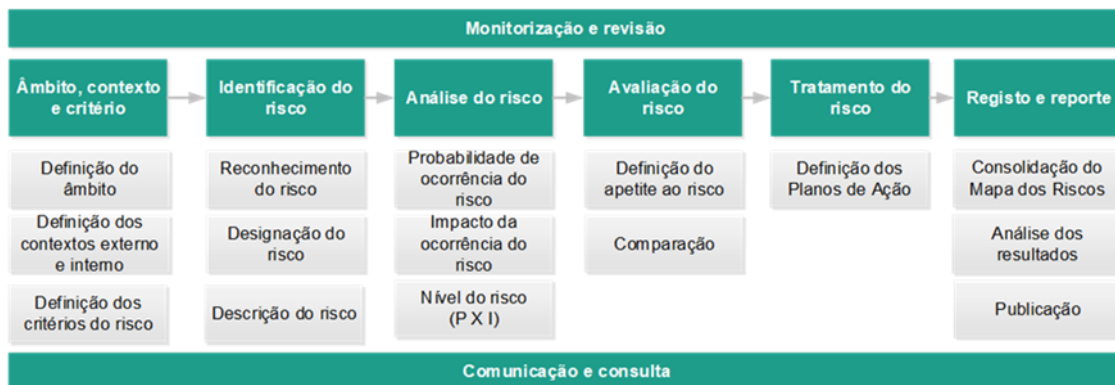 Monitorização e revisão
Âmbito, contexto
e critério
Identificação do
risco
Análise do risco
Avaliação do
risco
Tratamento do
risco
Registo e reporte
Definição do
âmbito
Definição dos
contextos externo
e interno
Definição dos
critérios do risco
Reconhecimento
do risco
Designação do
risco
Descrição do risco
Probabilidade de
ocorrência do
risco
Impacto da
ocorrência do
risco
Nível do risco
(P X I)
Definição do
apetite ao risco
Comparação
Definição dos
Planos de Ação
Consolidação do
Mapa dos Riscos
Análise dos
resultados
Publicação
Comunicação e consulta